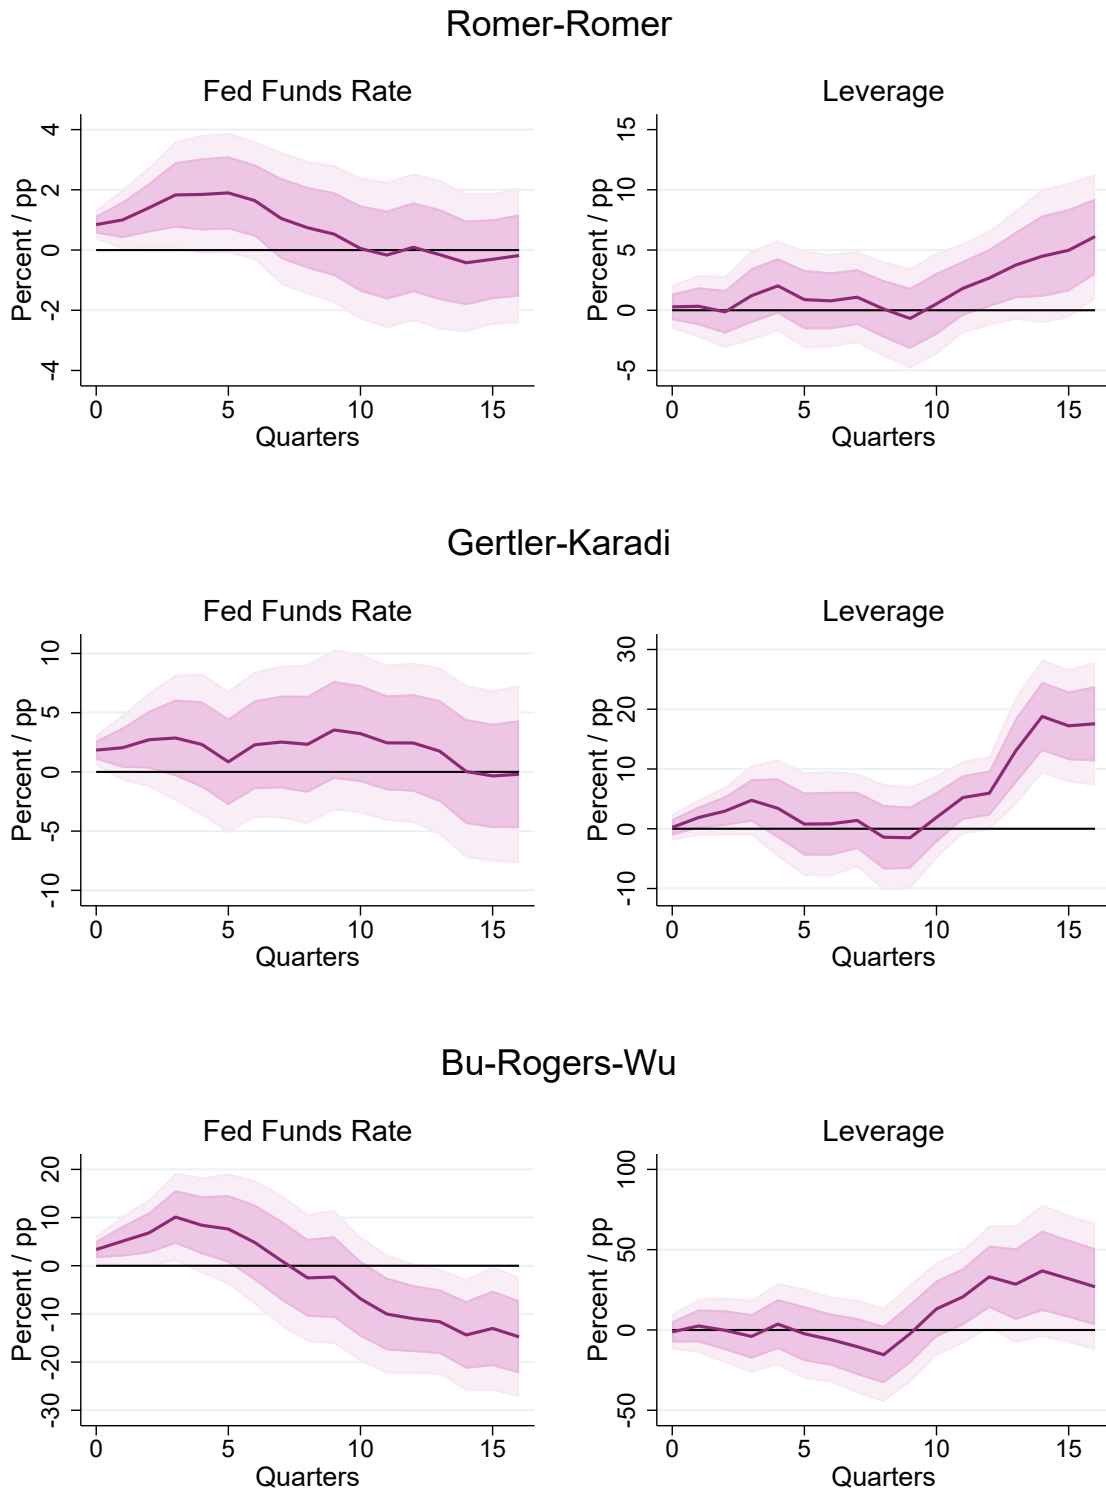 Romer-Romer
Fed Funds Rate
Percent / pp
4
2
0
-2
-4
0 5 10 15
Quarters
Leverage
Percent / pp
15
10
5
0
-5
0 5 10 15
Quarters
Gertler-Karadi
Fed Funds Rate
Percent / pp
10
5
0
-5
-10
0 5 10 15
Quarters
Leverage
Percent / pp
30
20
10
0
-10
0 5 10 15
Quarters
Bu-Rogers-Wu
Fed Funds Rate
Percent / pp
20
10
0
-10
-20
-30
0 5 10 15
Quarters
Leverage
Percent / pp
100
50
0
-50
0 5 10 15
Quarters